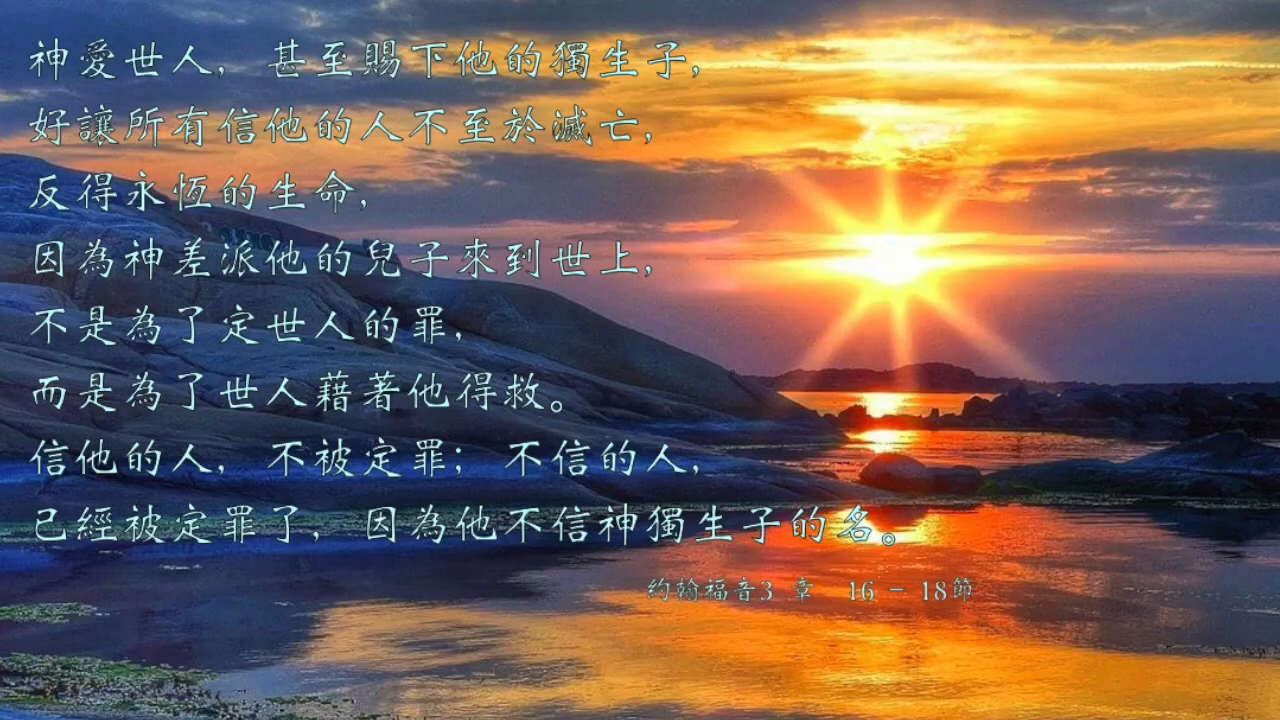 神愛世人, 甚至賜下他的獨生子,
好讓所有信他的人不至於滅亡,
反得永恆的生命,
因為神差派他的兒子來到世上,
不是為了定世人的罪,
而是為了世人藉著他得救。
信他的人, 不被定罪; 不信的人,
已經被定罪了, 因為他不信神獨生子的名。
約翰福音3 章 16 - 18節